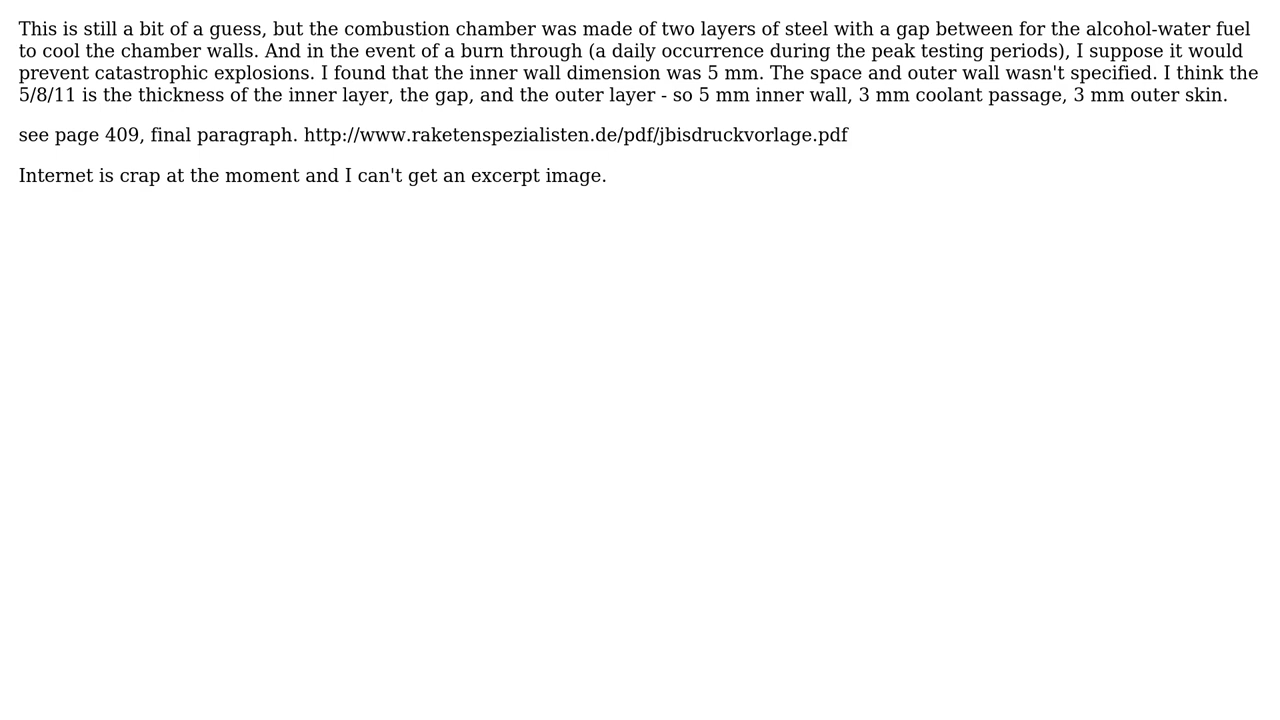 This is still a bit of a guess, but the combustion chamber was made of two layers of steel with a gap between for the alcohol-water fuel
to cool the chamber walls. And in the event of a burn through (a daily occurrence during the peak testing periods), I suppose it would
prevent catastrophic explosions. I found that the inner wall dimension was 5 mm. The space and outer wall wasn't specified. I think the
5/8/11 is the thickness of the inner layer, the gap, and the outer layer - so 5 mm inner wall, 3 mm coolant passage, 3 mm outer skin.
see page 409, final paragraph. http://www.raketenspezialisten.de/pdf/jbisdruckvorlage.pdf
Internet is crap at the moment and I can't get an excerpt image.